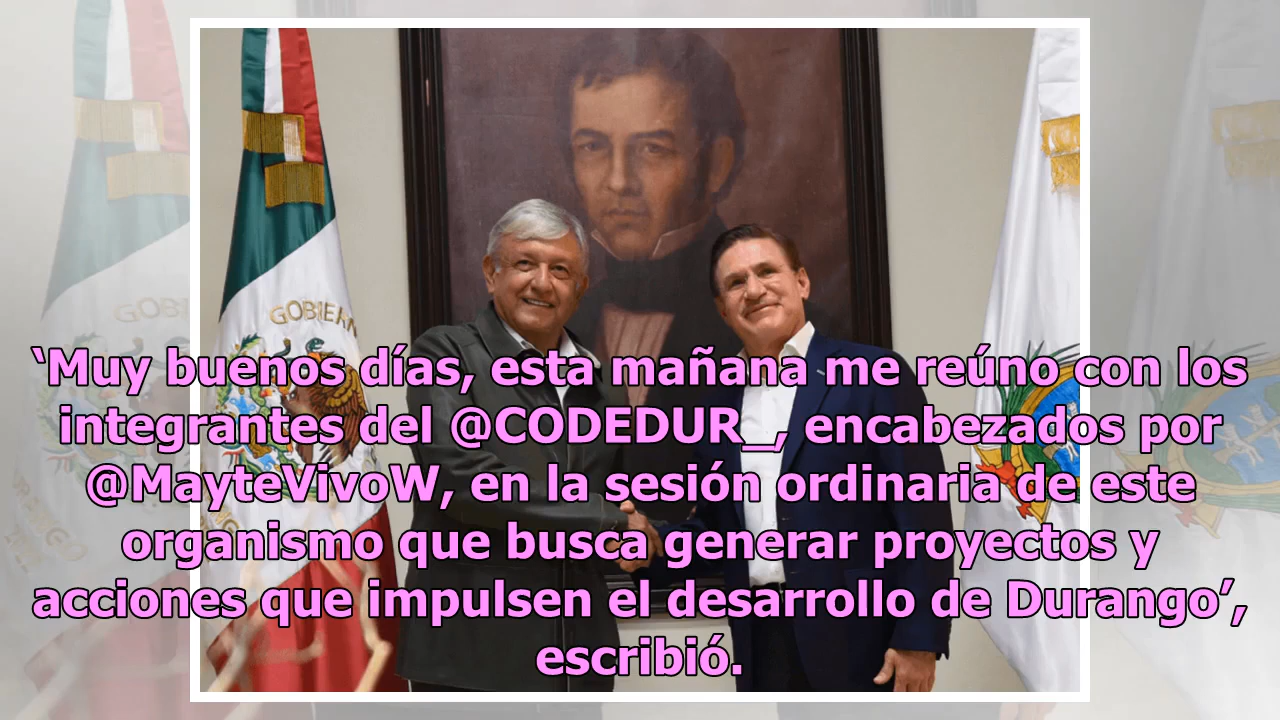 GOBIERN
‘Muy buenos días, esta mañana me reúno con los
integrantes del @CODEDUR_, encabezados por
@MayteVivoW, en la sesión ordinaria de este
organismo que busca generar proyectos y
acciones que impulsen el desarrollo de Durango’,
escribió.